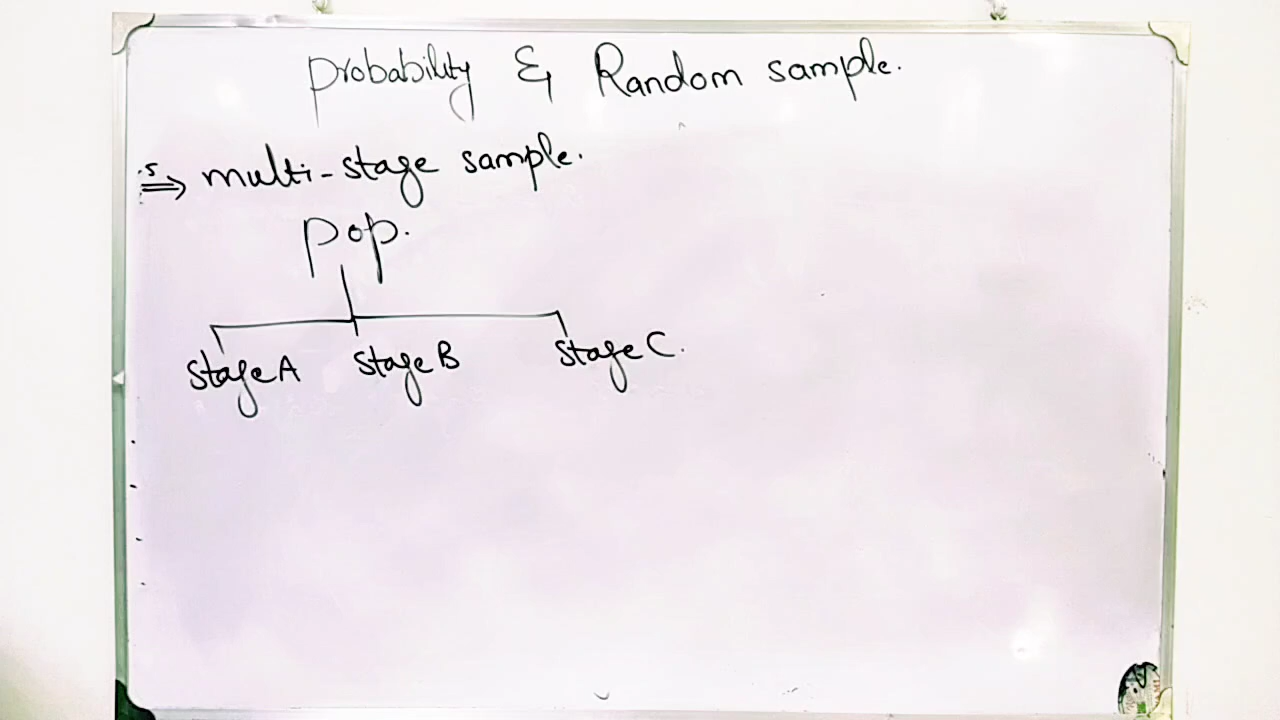 Probability & Random sample.
5 ⇒ multi-stage sample.
pop.
stage A stage B stage C.